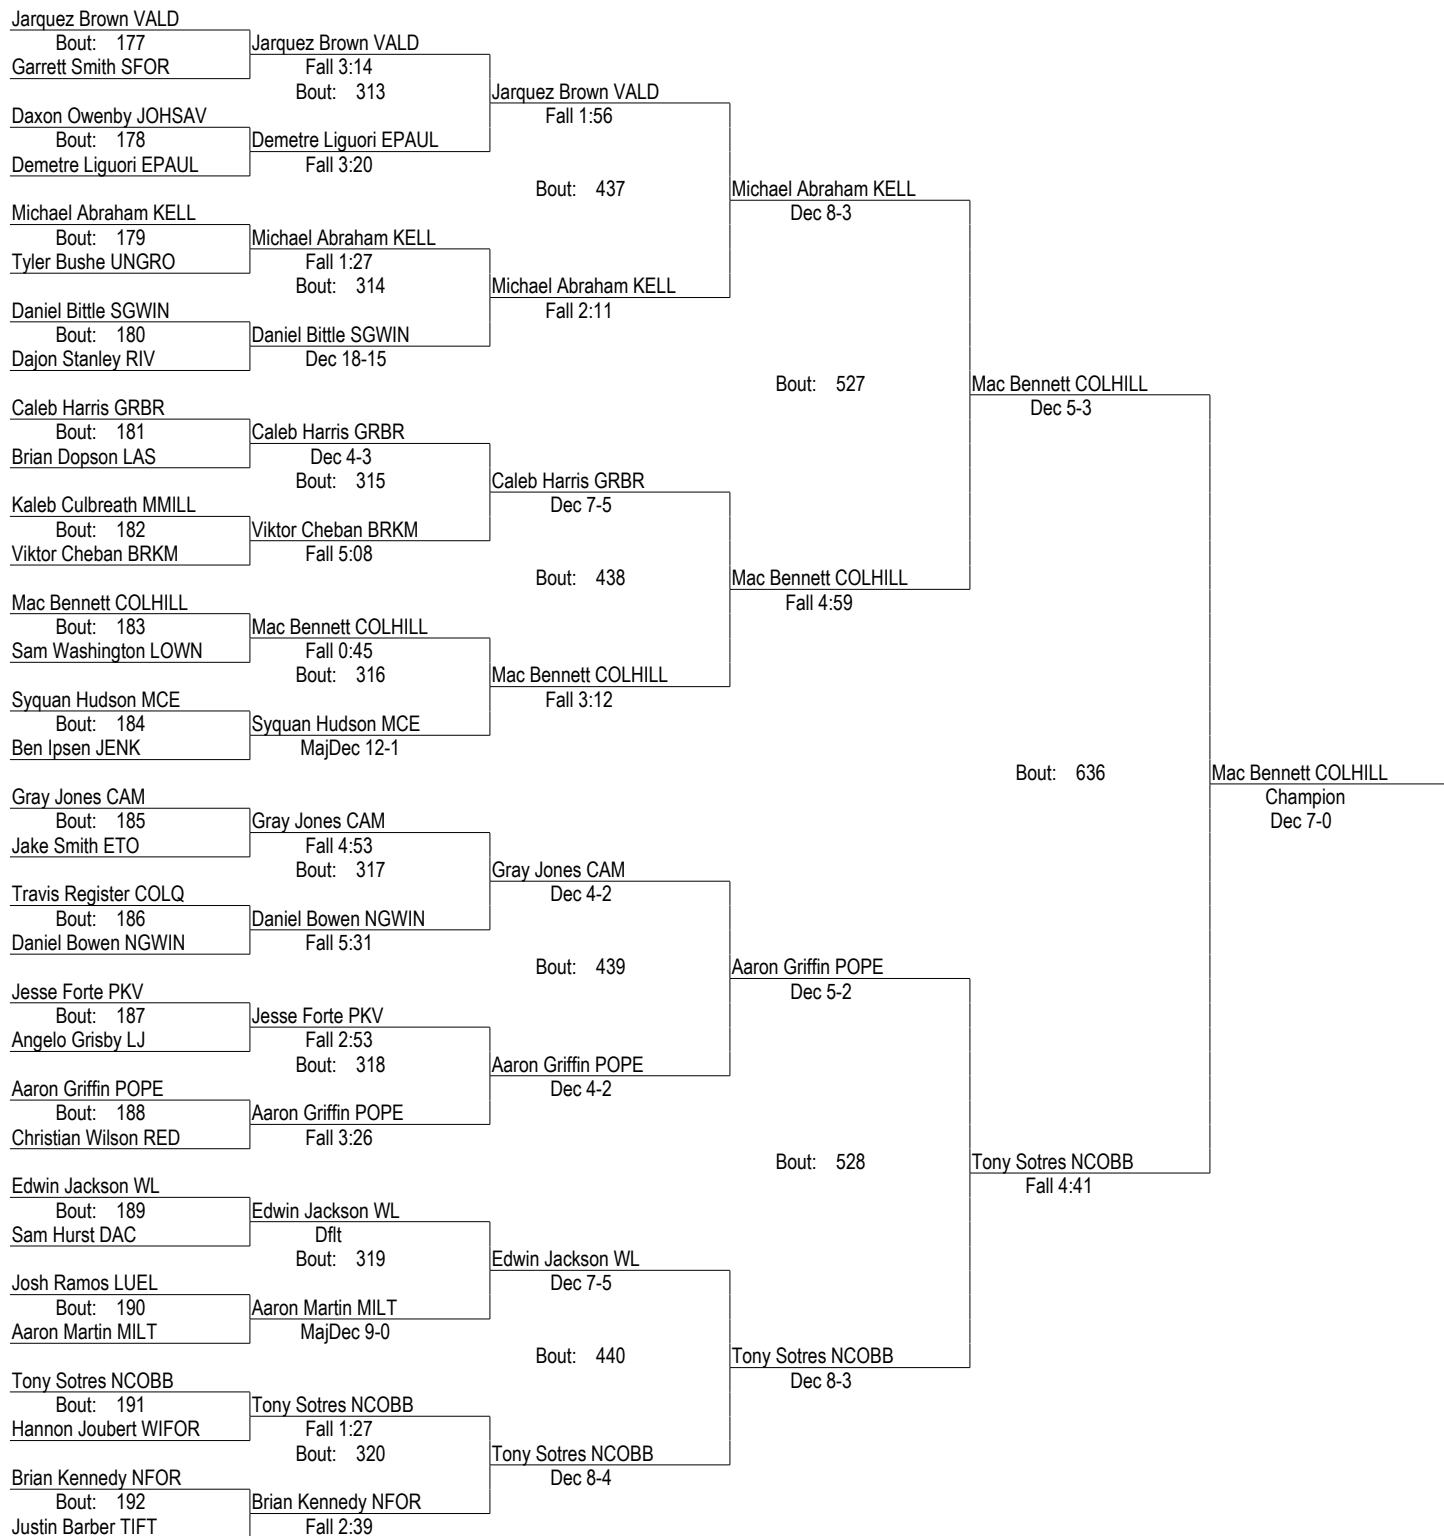 Jarquez Brown VALD
Bout: 177
Jarquez Brown VALD
Garrett Smith SFOR
Fall 3:14
Bout: 313
Jarquez Brown VALD
Daxon Owenby JOHSAV
Fall 1:56
Bout: 178
Demetre Liguori EPAUL
Demetre Liguori EPAUL
Fall 3:20
Bout: 437
Michael Abraham KELL
Michael Abraham KELL
Dec 8-3
Bout: 179
Michael Abraham KELL
Tyler Bushe UNGRO
Fall 1:27
Bout: 314
Michael Abraham KELL
Daniel Bittle SGWIN
Fall 2:11
Bout: 180
Daniel Bittle SGWIN
Dajon Stanley RIV
Dec 18-15
Bout: 527
Mac Bennett COLHILL
Caleb Harris GRBR
Dec 5-3
Bout: 181
Caleb Harris GRBR
Brian Dopson LAS
Dec 4-3
Bout: 315
Caleb Harris GRBR
Kaleb Culbreath MMILL
Dec 7-5
Bout: 182
Viktor Cheban BRKM
Viktor Cheban BRKM
Fall 5:08
Bout: 438
Mac Bennett COLHILL
Mac Bennett COLHILL
Fall 4:59
Bout: 183
Mac Bennett COLHILL
Sam Washington LOWN
Fall 0:45
Bout: 316
Mac Bennett COLHILL
Syquan Hudson MCE
Fall 3:12
Bout: 184
Syquan Hudson MCE
Ben Ipsen JENK
MajDec 12-1
Bout: 636
Mac Bennett COLHILL
Gray Jones CAM
Champion
Bout: 185
Gray Jones CAM
Dec 7-0
Jake Smith ETO
Fall 4:53
Bout: 317
Gray Jones CAM
Travis Register COLQ
Dec 4-2
Bout: 186
Daniel Bowen NGWIN
Daniel Bowen NGWIN
Fall 5:31
Bout: 439
Aaron Griffin POPE
Jesse Forte PKV
Dec 5-2
Bout: 187
Jesse Forte PKV
Angelo Grisby LJ
Fall 2:53
Bout: 318
Aaron Griffin POPE
Aaron Griffin POPE
Dec 4-2
Bout: 188
Aaron Griffin POPE
Christian Wilson RED
Fall 3:26
Bout: 528
Tony Sotres NCOBB
Edwin Jackson WL
Fall 4:41
Bout: 189
Edwin Jackson WL
Sam Hurst DAC
Dflt
Bout: 319
Edwin Jackson WL
Josh Ramos LUEL
Dec 7-5
Bout: 190
Aaron Martin MILT
Aaron Martin MILT
MajDec 9-0
Bout: 440
Tony Sotres NCOBB
Tony Sotres NCOBB
Dec 8-3
Bout: 191
Tony Sotres NCOBB
Hannon Joubert WIFOR
Fall 1:27
Bout: 320
Tony Sotres NCOBB
Brian Kennedy NFOR
Dec 8-4
Bout: 192
Brian Kennedy NFOR
Justin Barber TIFT
Fall 2:39